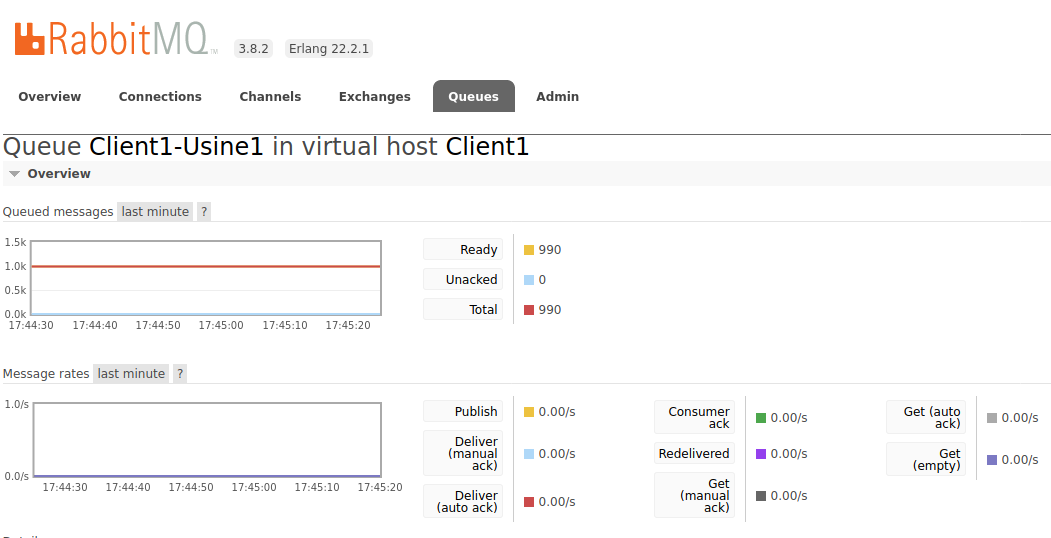 RabbitMQ TM 3.8.2 Erlang 22.2.1
Overview Connections Channels Exchanges Queues Admin
Queue Client1-Usine1 in virtual host Client1
Overview
Queued messages last minute ?
1.5k
1.0k
0.5k
0.0k
17:44:30 17:44:40 17:44:50 17:45:00 17:45:10 17:45:20
Ready 990
Unacked 0
Total 990
Message rates last minute ?
1.0/s
0.0/s
17:44:30 17:44:40 17:44:50 17:45:00 17:45:10 17:45:20
Publish 0.00/s
Deliver
(manual
ack)
0.00/s
Deliver
(auto ack)
0.00/s
Consumer
ack
0.00/s
Redelivered 0.00/s
Get
(manual
ack)
0.00/s
Get (auto
ack)
0.00/s
Get
(empty)
0.00/s